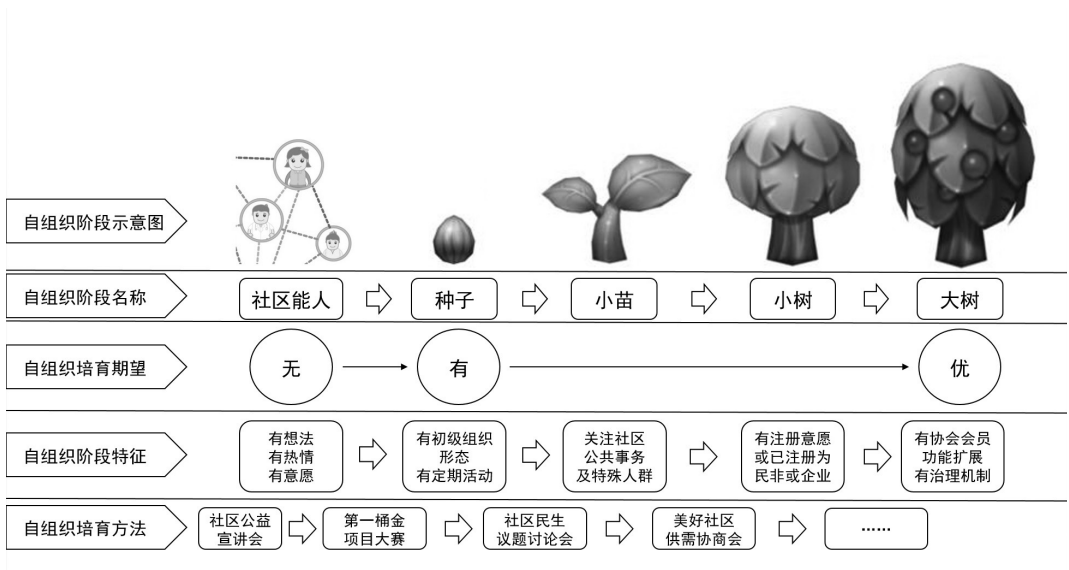 自组织阶段示意图
自组织阶段名称
社区能人
种子
小苗
小树
大树
自组织培育期望
无
有
优
自组织阶段特征
有想法
有热情
有意愿
有初级组织
形态
有定期活动
关注社区
公共事务
及特殊人群
有注册意愿
或已注册为
民非或企业
有协会会员
功能扩展
有治理机制
自组织培育方法
社区公益
宣讲会
第一桶金
项目大赛
社区民生
议题讨论会
美好社区
供需协商会
……